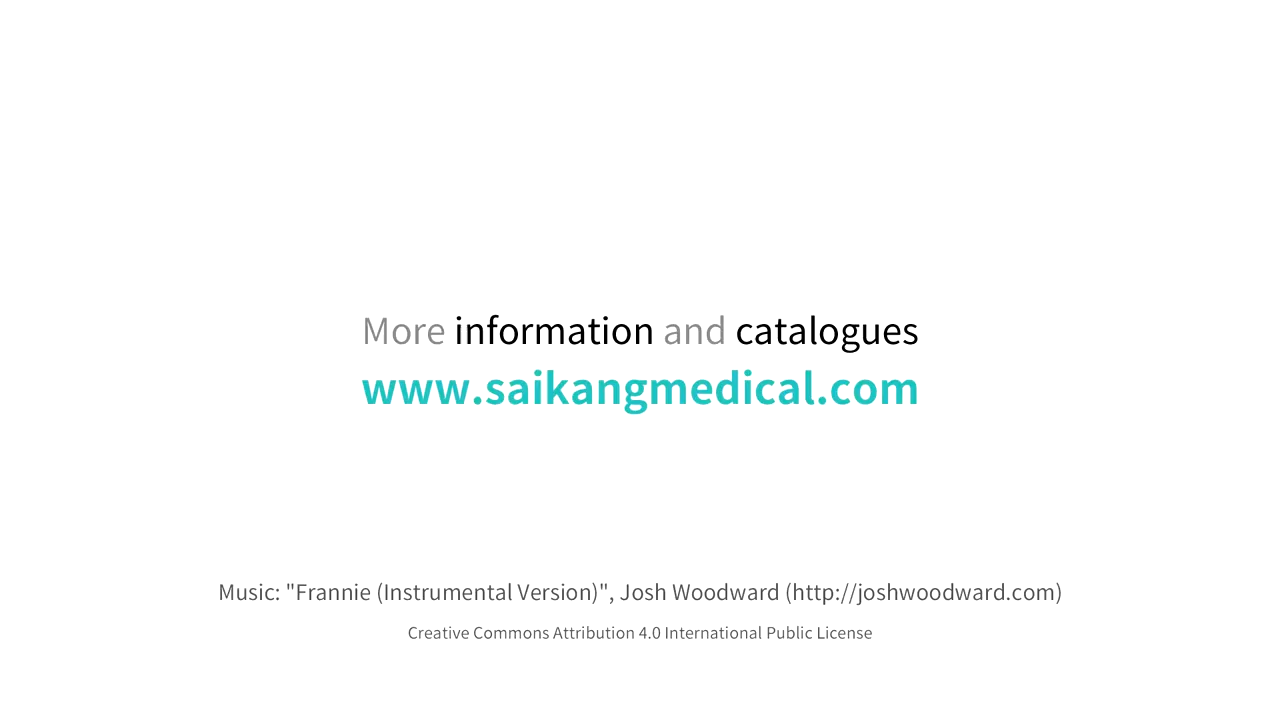 More information and catalogues
www.saikangmedical.com
Music: "Frannie (Instrumental Version)", Josh Woodward (http://joshwoodward.com)
Creative Commons Attribution 4.0 International Public License